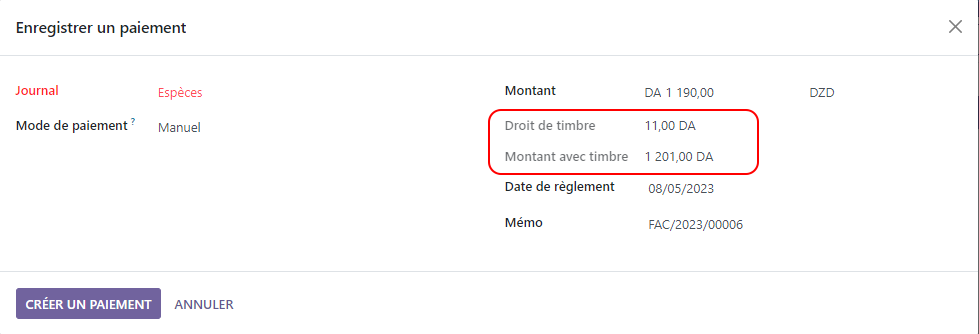 Enregistrer un paiement
Journal Espèces
Mode de paiement ? Manuel
Montant DA 1 190,00 DZD
Droit de timbre 11,00 DA
Montant avec timbre 1 201,00 DA
Date de règlement 08/05/2023
Mémo FAC/2023/00006
CRÉER UN PAIEMENT ANNULER